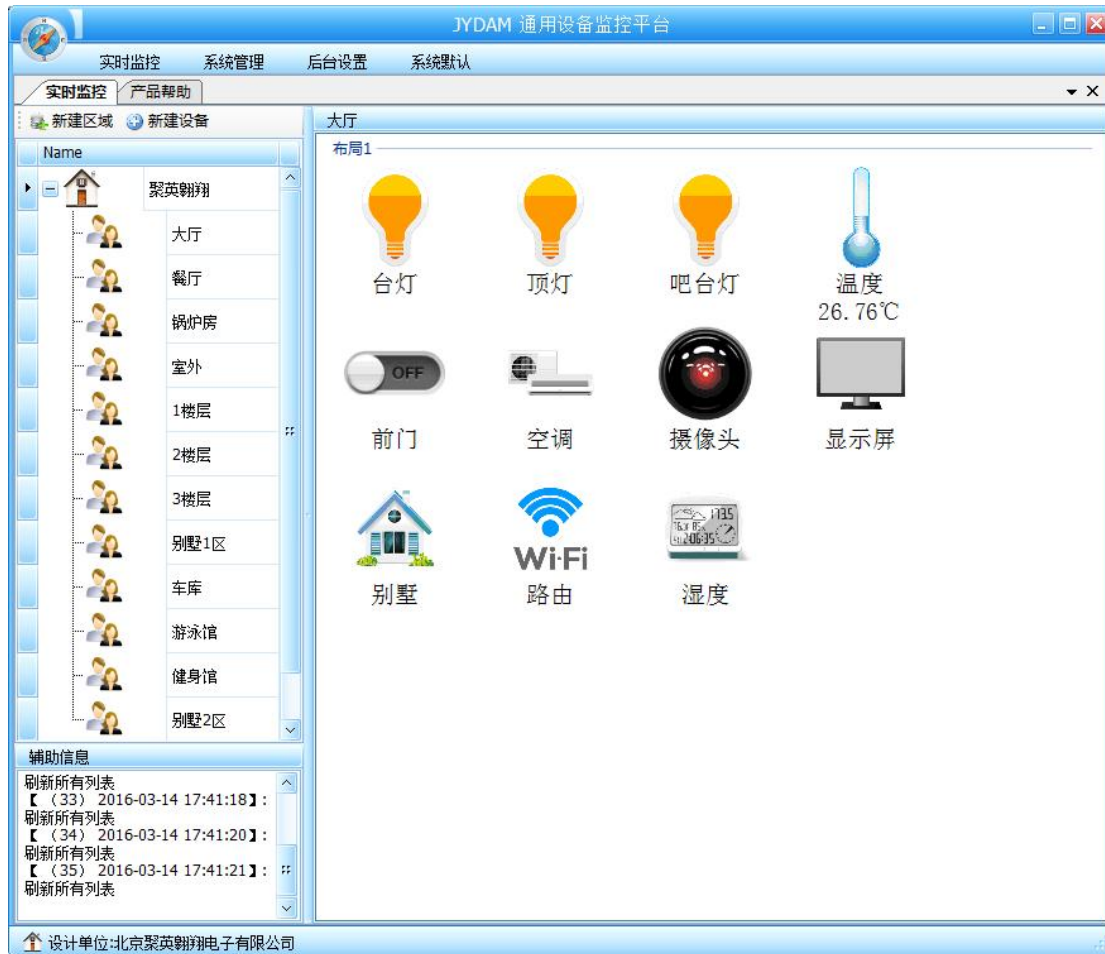 JYDAM 通用设备监控平台
实时监控 系统管理 后台设置 系统默认
实时监控 产品帮助
新建区域 新建设备
Name
聚英翱翔
大厅
餐厅
锅炉房
室外
1楼层
2楼层
3楼层
别墅1区
车库
游泳馆
健身馆
别墅2区
辅助信息
刷新所有列表
【 （33） 2016-03-14 17:41:18】:
刷新所有列表
【 （34） 2016-03-14 17:41:20】:
刷新所有列表
【 （35） 2016-03-14 17:41:21】:
刷新所有列表
大厅
布局1
台灯 顶灯 吧台灯 温度
26.76℃
OFF
前门 空调 摄像头 显示屏
Wi-Fi
别墅 路由 湿度
设计单位:北京聚英翱翔电子有限公司